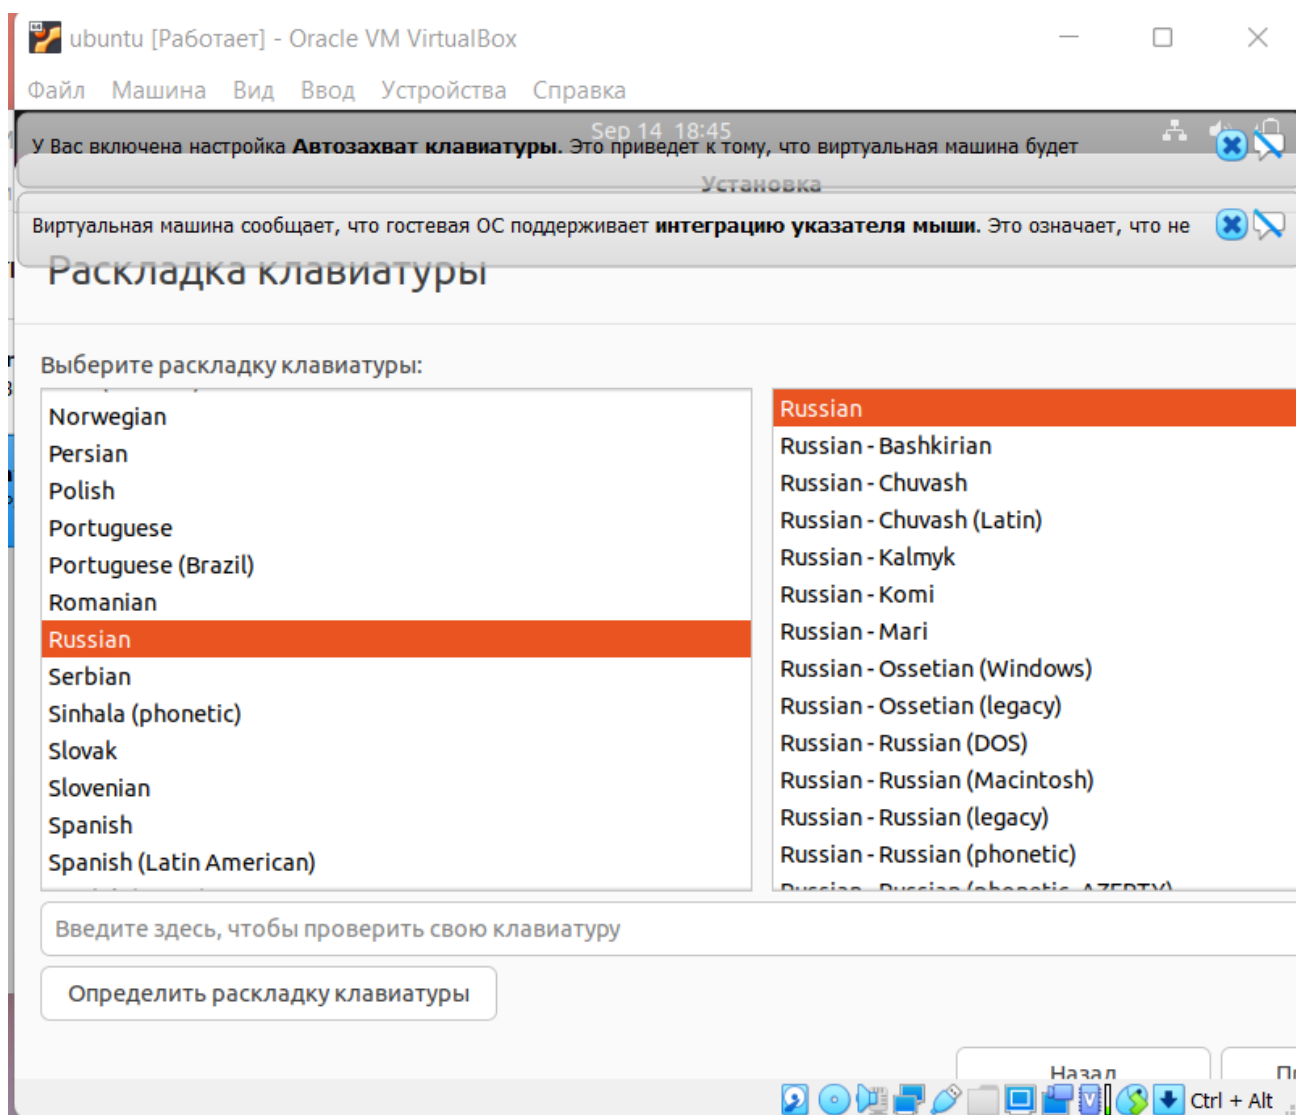 ubuntu [Работает] - Oracle VM VirtualBox
Файл Машина Вид Ввод Устройства Справка
Sep 14 18:45
У Вас включена настройка Автозахват клавиатуры. Это приведет к тому, что виртуальная машина будет
Установка
Виртуальная машина сообщает, что гостевая ОС поддерживает интеграцию указателя мыши. Это означает, что не
Раскладка клавиатуры
Выберите раскладку клавиатуры:
Norwegian
Persian
Polish
Portuguese
Portuguese (Brazil)
Romanian
Russian
Serbian
Sinhala (phonetic)
Slovak
Slovenian
Spanish
Spanish (Latin American)
Russian
Russian - Bashkirian
Russian - Chuvash
Russian - Chuvash (Latin)
Russian - Kalmyk
Russian - Komi
Russian - Mari
Russian - Ossetian (Windows)
Russian - Ossetian (legacy)
Russian - Russian (DOS)
Russian - Russian (Macintosh)
Russian - Russian (legacy)
Russian - Russian (phonetic)
Russian - Russian (phonetic, AZERTY)
Введите здесь, чтобы проверить свою клавиатуру
Определить раскладку клавиатуры
Назад
Ctrl + Alt